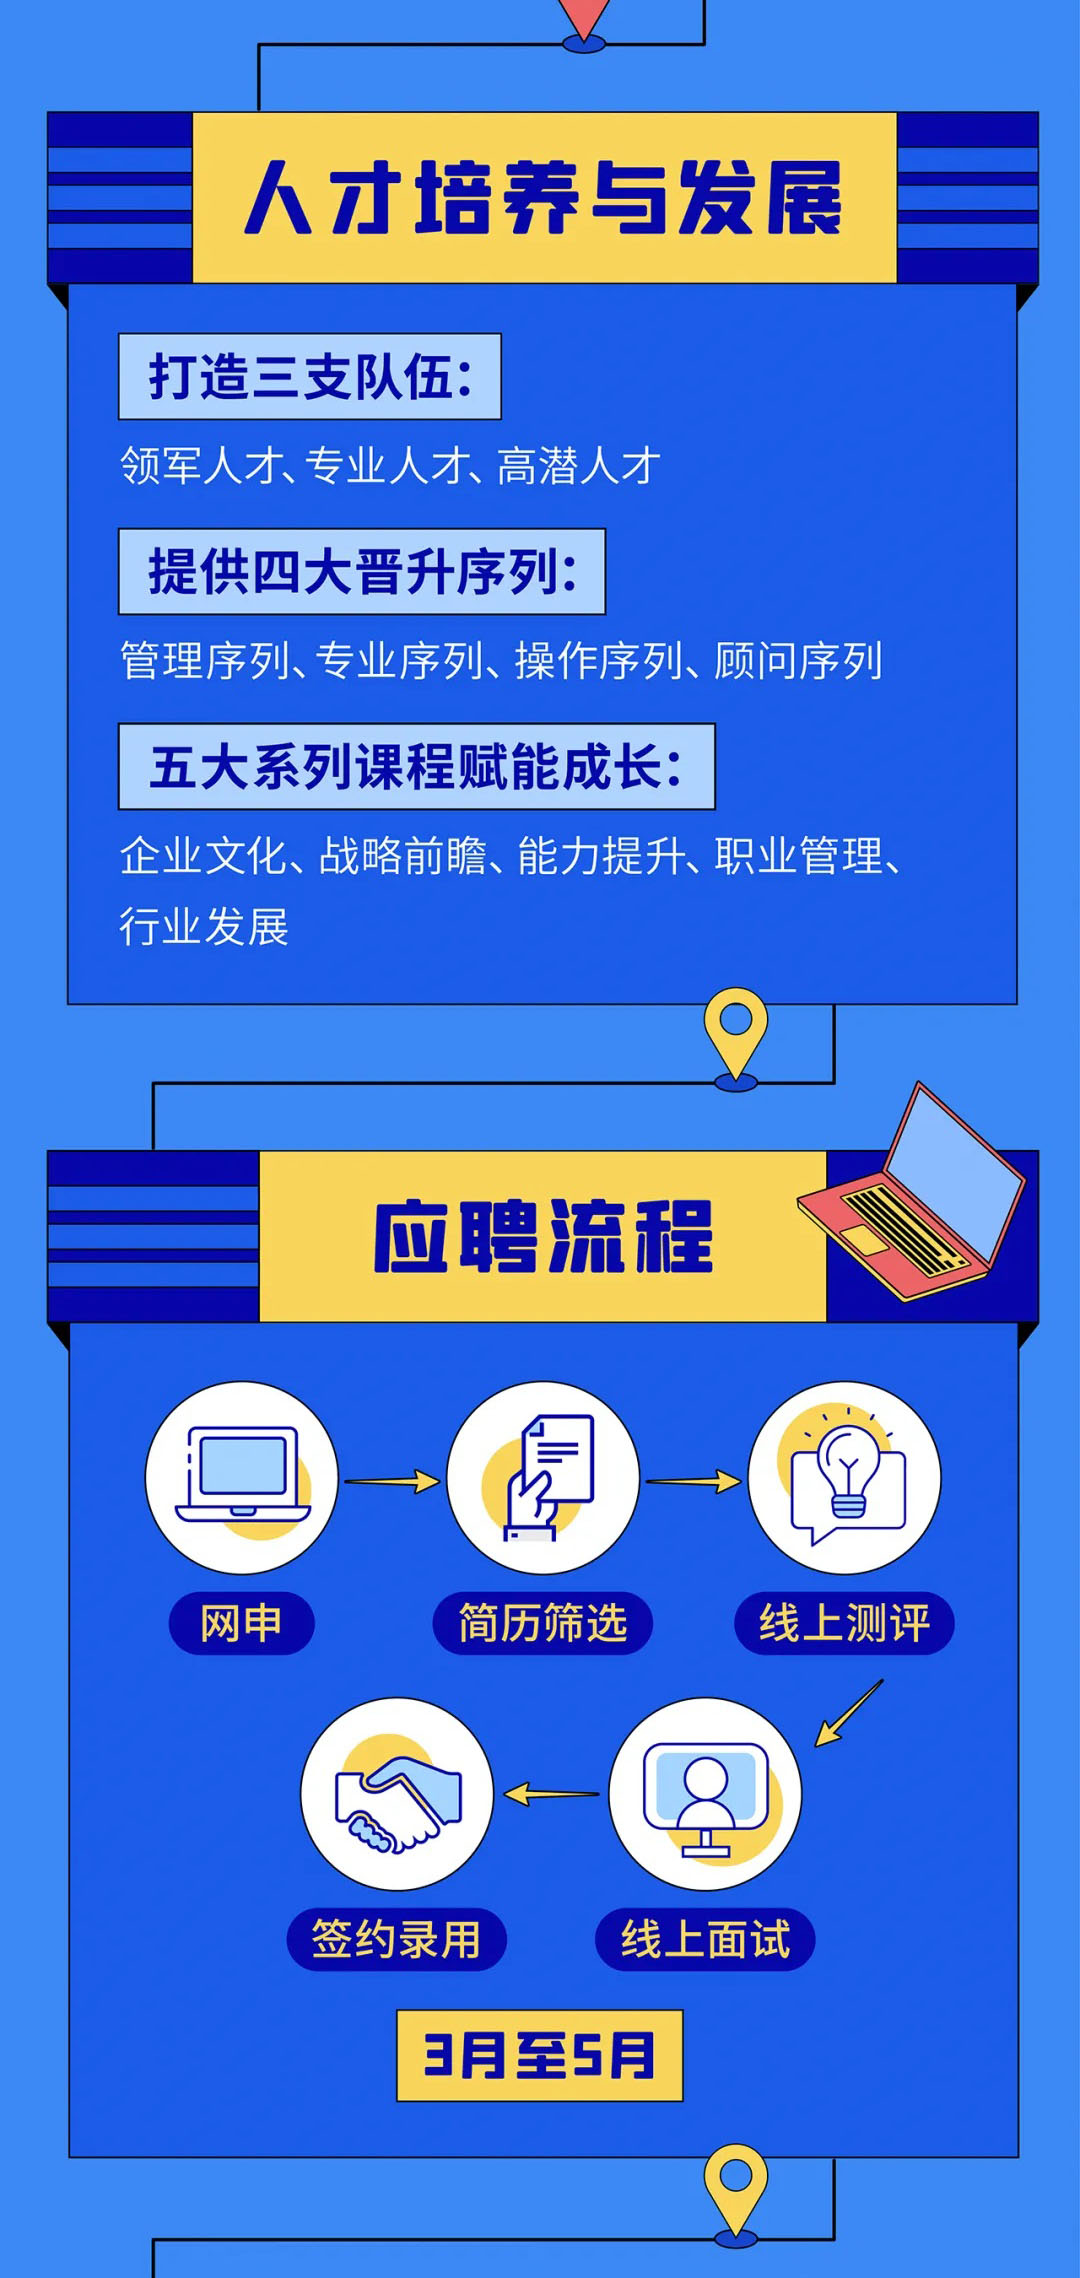 人才培养与发展
打造三支队伍:
领军人才、专业人才、高潜人才
提供四大晋升序列:
管理序列、专业序列、操作序列、顾问序列
五大系列课程赋能成长:
企业文化、战略前瞻、能力提升、职业管理、
行业发展
应聘流程
网申
简历筛选
线上测评
签约录用
线上面试
3月至5月